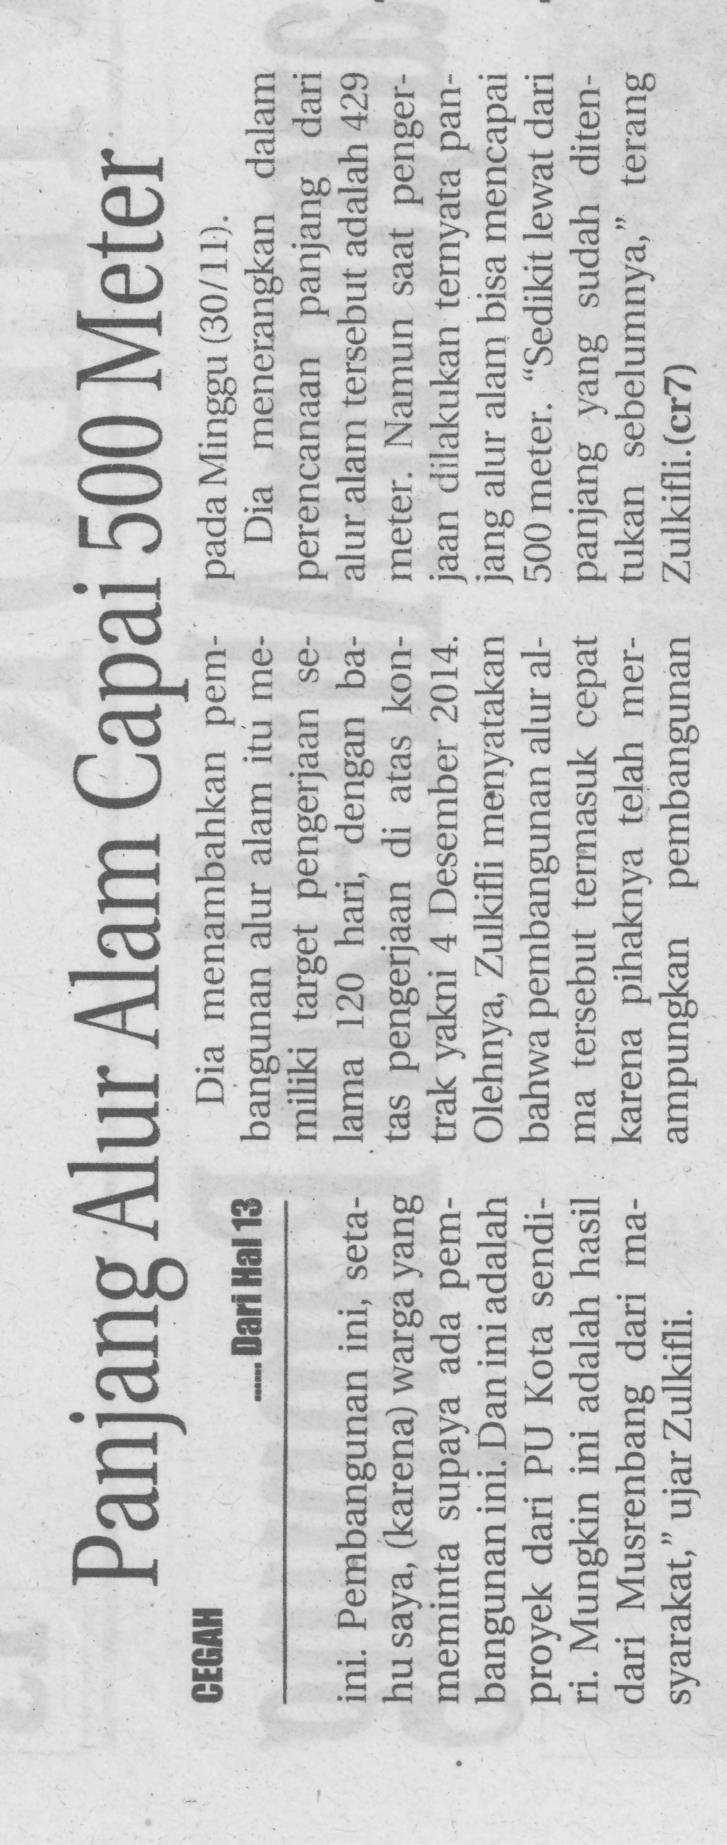 Panjang Alur Alam Capai 500 Meter
CEGAH
....... Dari Hal 13
ini. Pembangunan ini, seta-
hu saya, (karena) warga yang
meminta supaya ada pem-
bangunan ini. Dan ini adalah
proyek dari PU Kota sendi-
ri. Mungkin ini adalah hasil
dari Musrenbang dari ma-
syarakat,” ujar Zulkifli.
Dia menambahkan pem-
bangunan alur alam itu me-
miliki target pengerjaan se-
lama 120 hari, dengan ba-
tas pengerjaan di atas kon-
trak yakni 4 Desember 2014.
Olehnya, Zulkifli menyatakan
bahwa pembangunan alur al-
ma tersebut termasuk cepat
karena pihaknya telah mer-
ampungkan pembangunan
pada Minggu (30/11).
Dia menerangkan dalam
perencanaan panjang dari
alur alam tersebut adalah 429
meter. Namun saat penger-
jaan dilakukan ternyata pan-
jang alur alam bisa mencapai
500 meter. “Sedikit lewat dari
panjang yang sudah diten-
tukan sebelumnya,” terang
Zulkifli.(cr7)